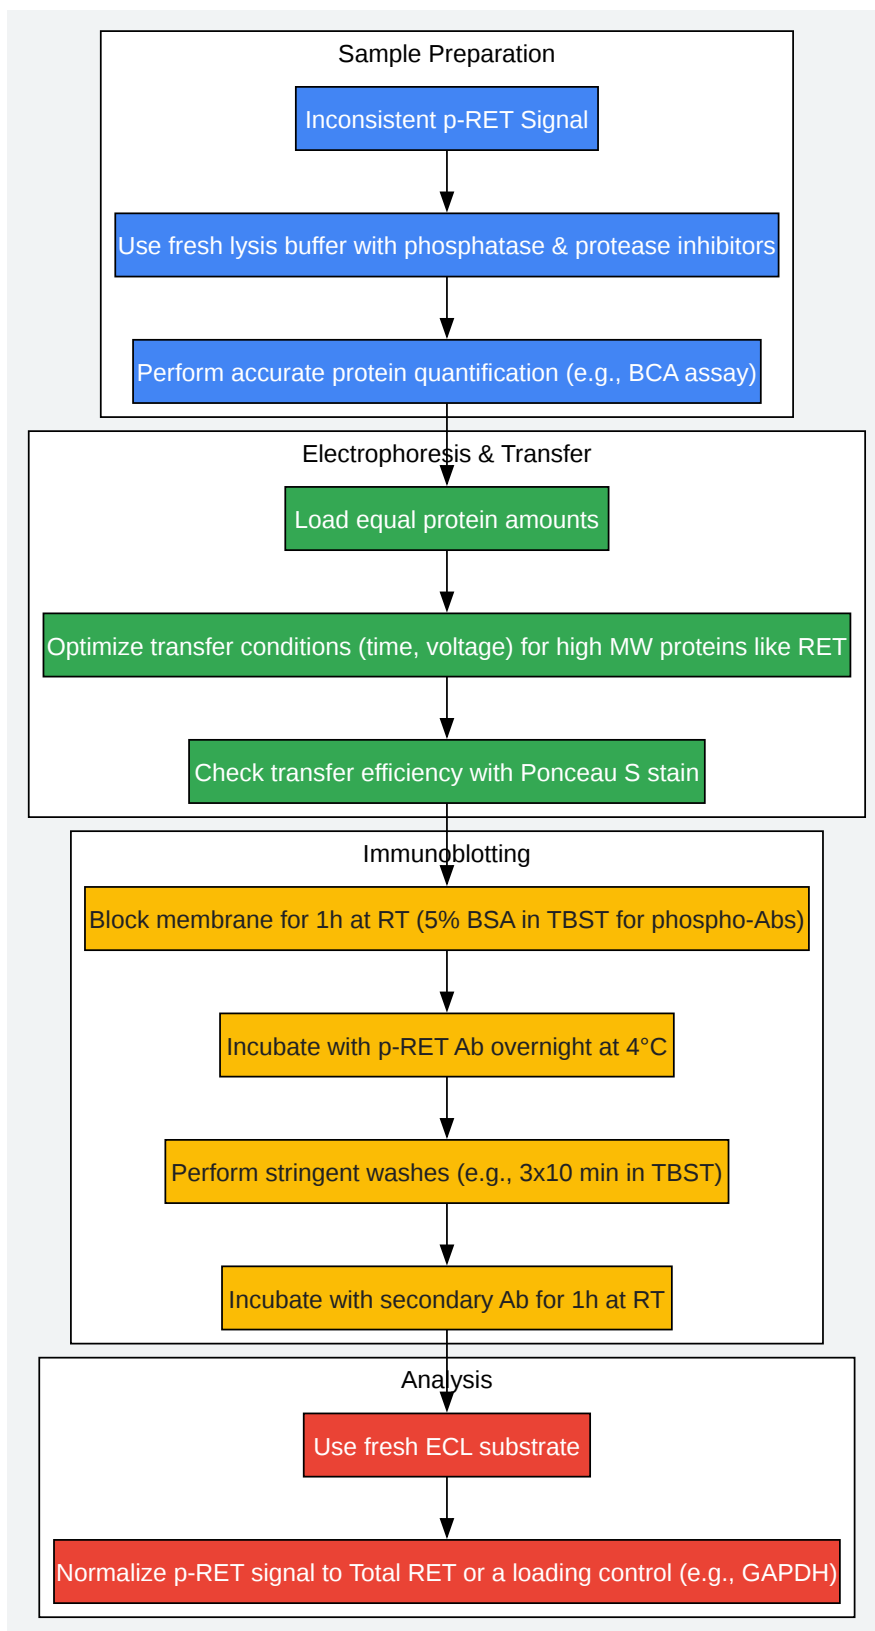 Sample Preparation
Inconsistent p-RET Signal
Use fresh lysis buffer with phosphatase & protease inhibitors
Perform accurate protein quantification (e.g., BCA assay)
Electrophoresis & Transfer
Load equal protein amounts
Optimize transfer conditions (time, voltage) for high MW proteins like RET
Check transfer efficiency with Ponceau S stain
Immunoblotting
Block membrane for 1h at RT (5% BSA in TBST for phospho-Abs)
Incubate with p-RET Ab overnight at 4°C
Perform stringent washes (e.g., 3x10 min in TBST)
Incubate with secondary Ab for 1h at RT
Analysis
Use fresh ECL substrate
Normalize p-RET signal to Total RET or a loading control (e.g., GAPDH)